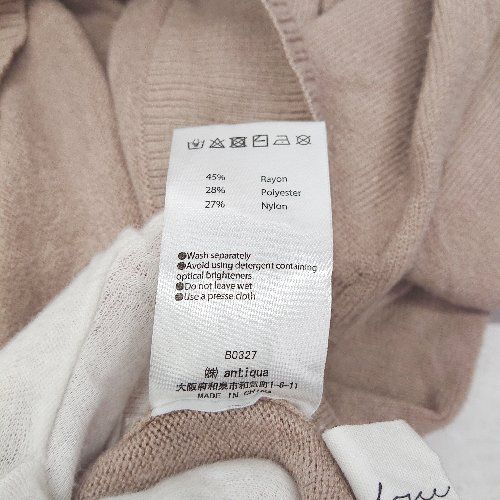 45% Rayon
28% Polyester
27% Nylon
●Wash separately
●Avoid using detergent containing
optical brighteners
●Do not leave wet
●Use a presse cloth
B0327
㈱ antiqua
大阪府和泉市和気町1-6-11
MADE IN CHINA